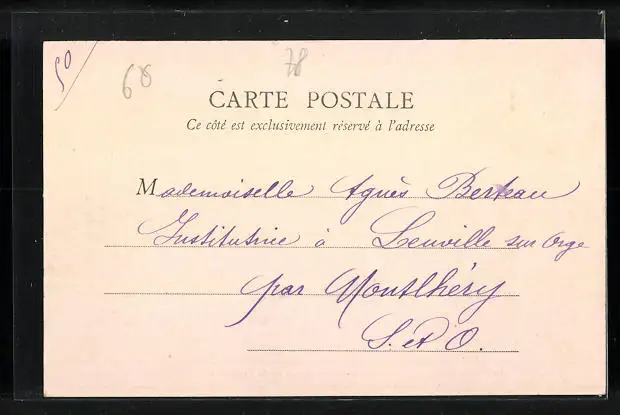 50
68
78
CARTE POSTALE
Ce côté est exclusivement réservé à l'adresse
Mademoiselle Agnès Berteau
Institutrice à Leuville sur Orge
par Montlhéry
S. et O.